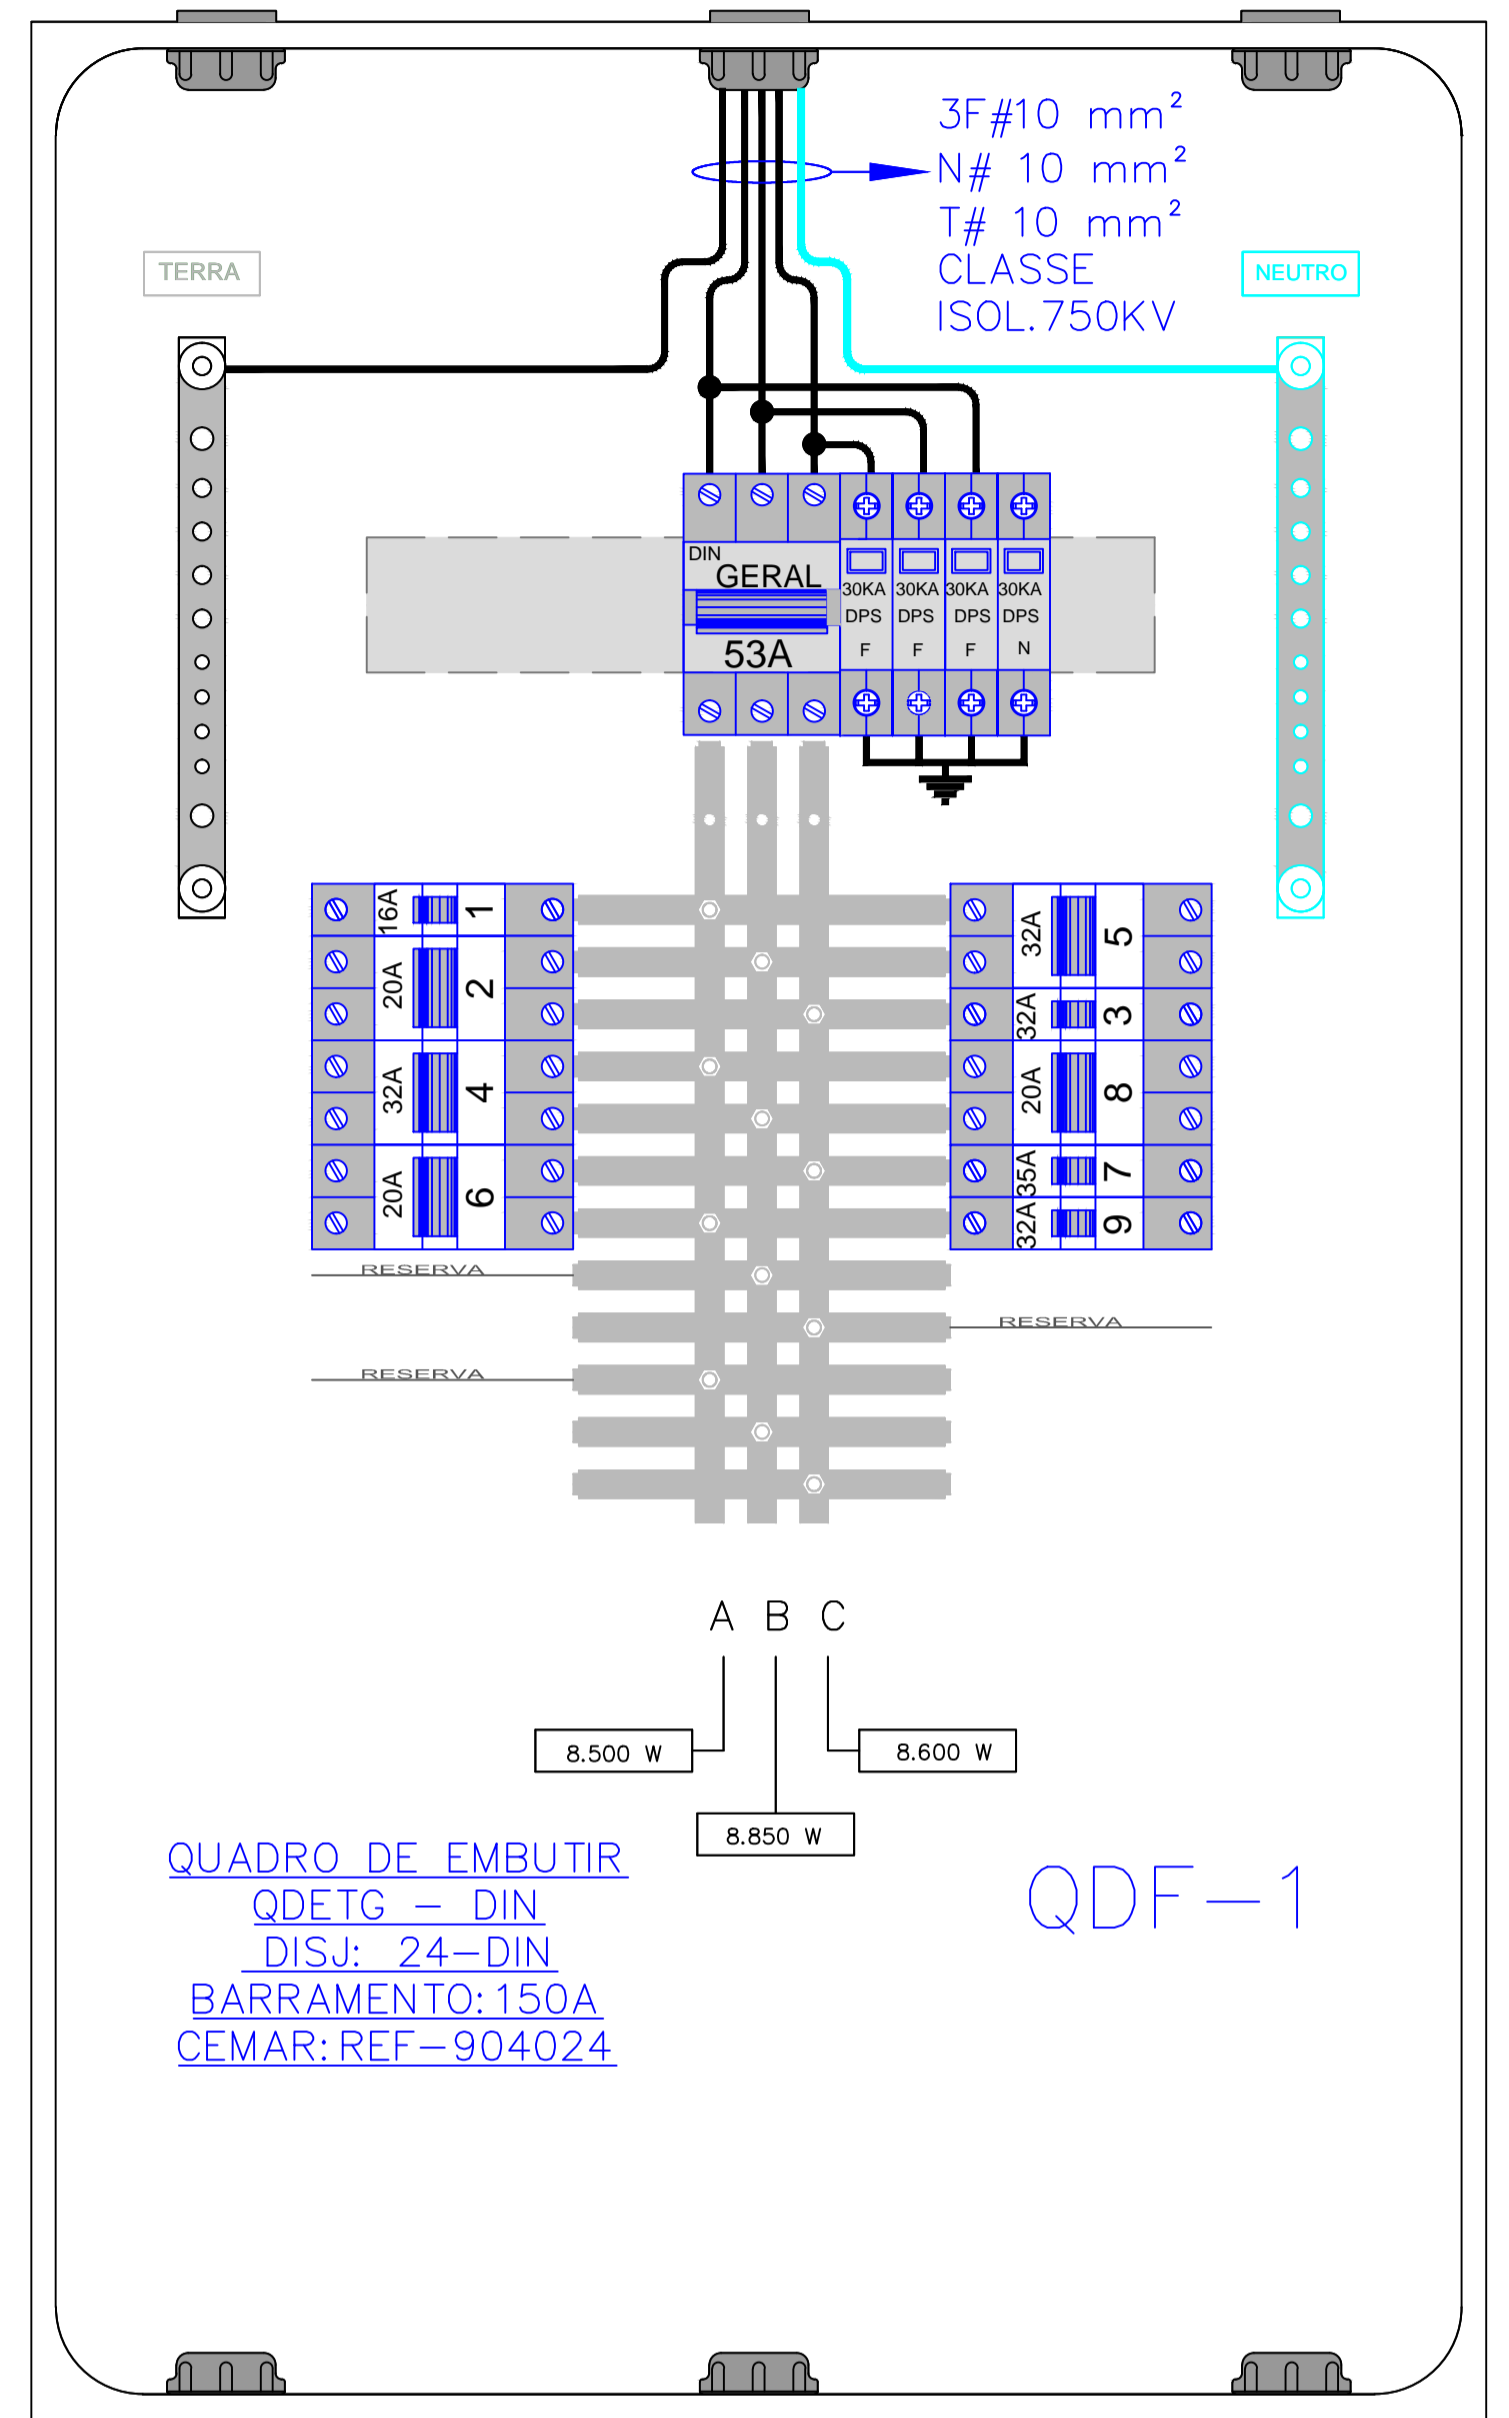 3F#10 mm²
N# 10 mm²
T# 10 mm²
CLASSE
ISOL.750KV
TERRA
NEUTRO
DIN
GERAL
53A
30KA
DPS
F
30KA
DPS
F
30KA
DPS
F
30KA
DPS
N
16A 1
20A 2
32A 4
20A 6
32A 5
32A 3
20A 8
35A 7
32A 9
RESERVA
RESERVA
RESERVA
A B C
8.500 W
8.600 W
8.850 W
QUADRO DE EMBUTIR
QDETG – DIN
DISJ: 24–DIN
BARRAMENTO:150A
CEMAR:REF–904024
QDF–1